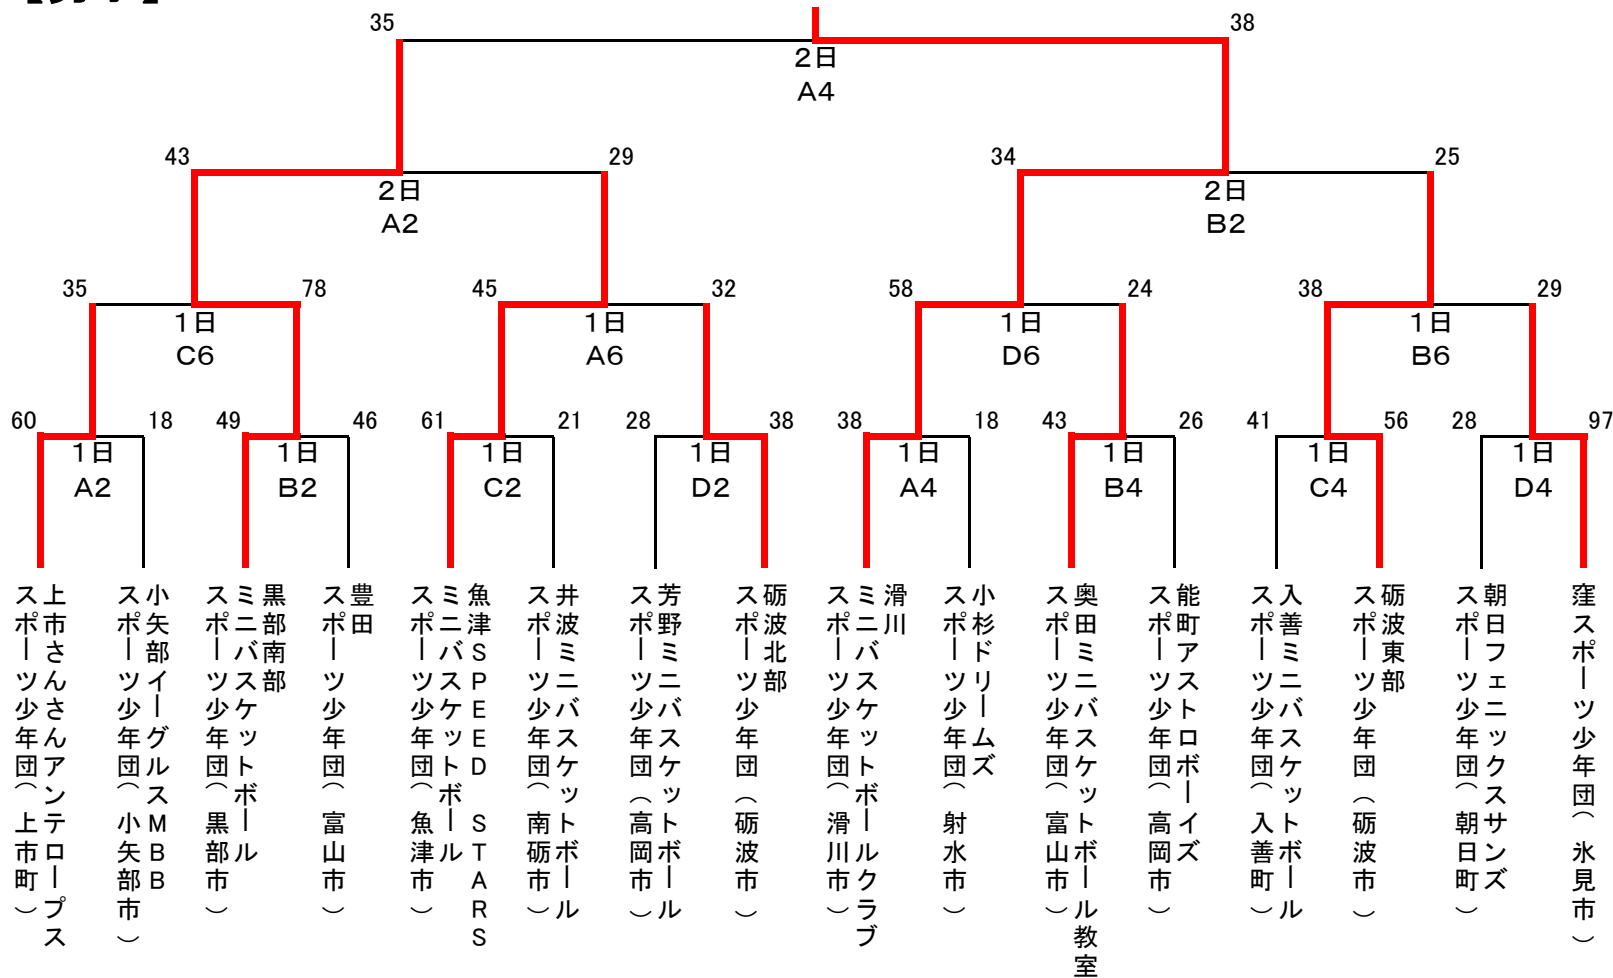 35 38
2日
A4
43 29 34 25
2日 2日
A2 B2
35 78 45 32 58 24 38 29
1日 1日 1日 1日
C6 A6 D6 B6
60 18 49 46 61 21 28 38 38 18 43 26 41 56 28 97
1日 1日 1日 1日 1日 1日 1日 1日
A2 B2 C2 D2 A4 B4 C4 D4
上市さんさんアンテロープス
スポーツ少年団(上市町)
小矢部イーグルスMBB
スポーツ少年団(小矢部市)
黒部南部
ミニバスケットボール
スポーツ少年団(黒部市)
豊田
スポーツ少年団(富山市)
魚津SPEED STARS
ミニバスケットボール
スポーツ少年団(魚津市)
井波ミニバスケットボール
スポーツ少年団(南砺市)
芳野ミニバスケットボール
スポーツ少年団(高岡市)
砺波北部
スポーツ少年団(砺波市)
滑川
ミニバスケットボールクラブ
スポーツ少年団(滑川市)
小杉ドリームズ
スポーツ少年団(射水市)
奥田ミニバスケットボール教室
スポーツ少年団(富山市)
能町アストロボーイズ
スポーツ少年団(高岡市)
入善ミニバスケットボール
スポーツ少年団(入善町)
砺波東部
スポーツ少年団(砺波市)
朝日フェニックスサンズ
スポーツ少年団(朝日町)
窪スポーツ少年団(氷見市)